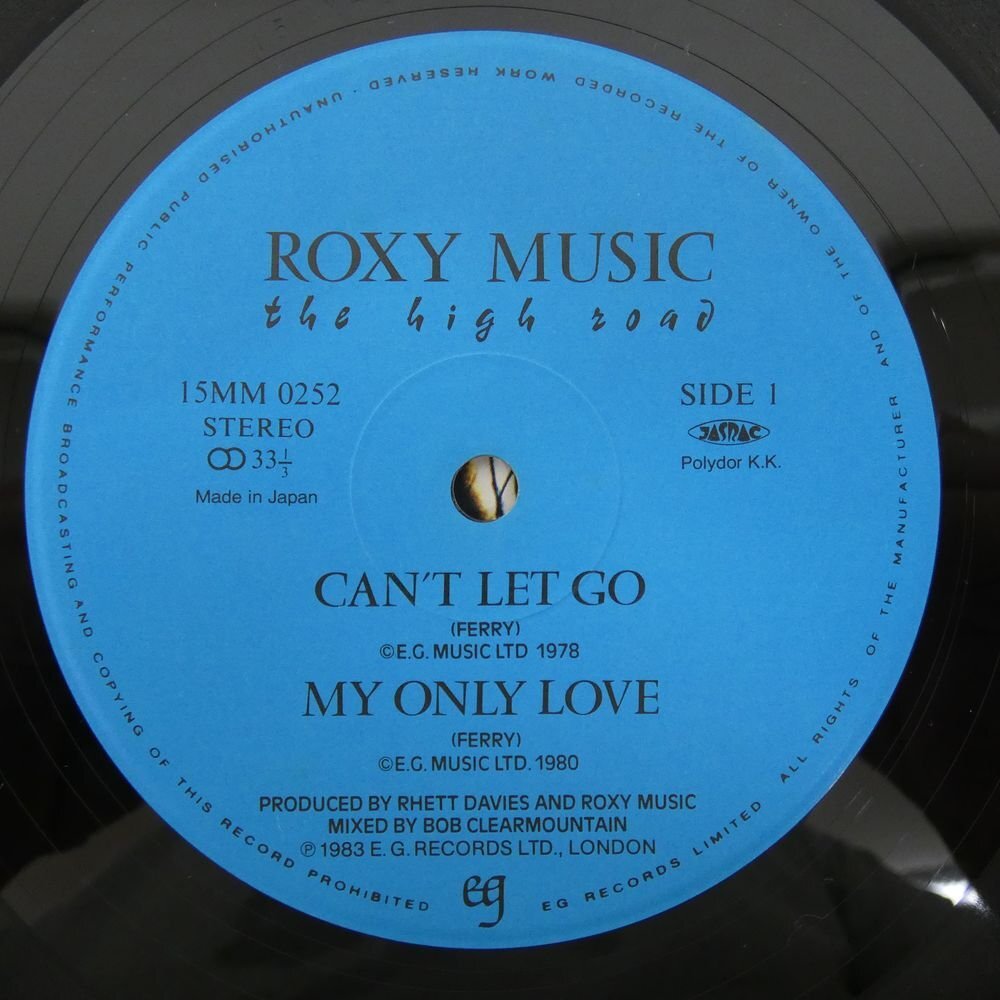 ROXY MUSIC
the high road
15MM 0252
STEREO
33 1/3
Made in Japan
SIDE 1
JASRAC
Polydor K.K.
CAN'T LET GO
(FERRY)
©E.G. MUSIC LTD 1978
MY ONLY LOVE
(FERRY)
©E.G. MUSIC LTD. 1980
PRODUCED BY RHETT DAVIES AND ROXY MUSIC
MIXED BY BOB CLEARMOUNTAIN
℗ 1983 E. G. RECORDS LTD., LONDON
eg
EG RECORDS LIMITED ALL RIGHTS OF THE MANUFACTURER AND OF THE OWNER OF THE RECORDED WORK RESERVED · UNAUTHORISED PUBLIC PERFORMANCE BROADCASTING AND COPYING OF THIS RECORD PROHIBITED